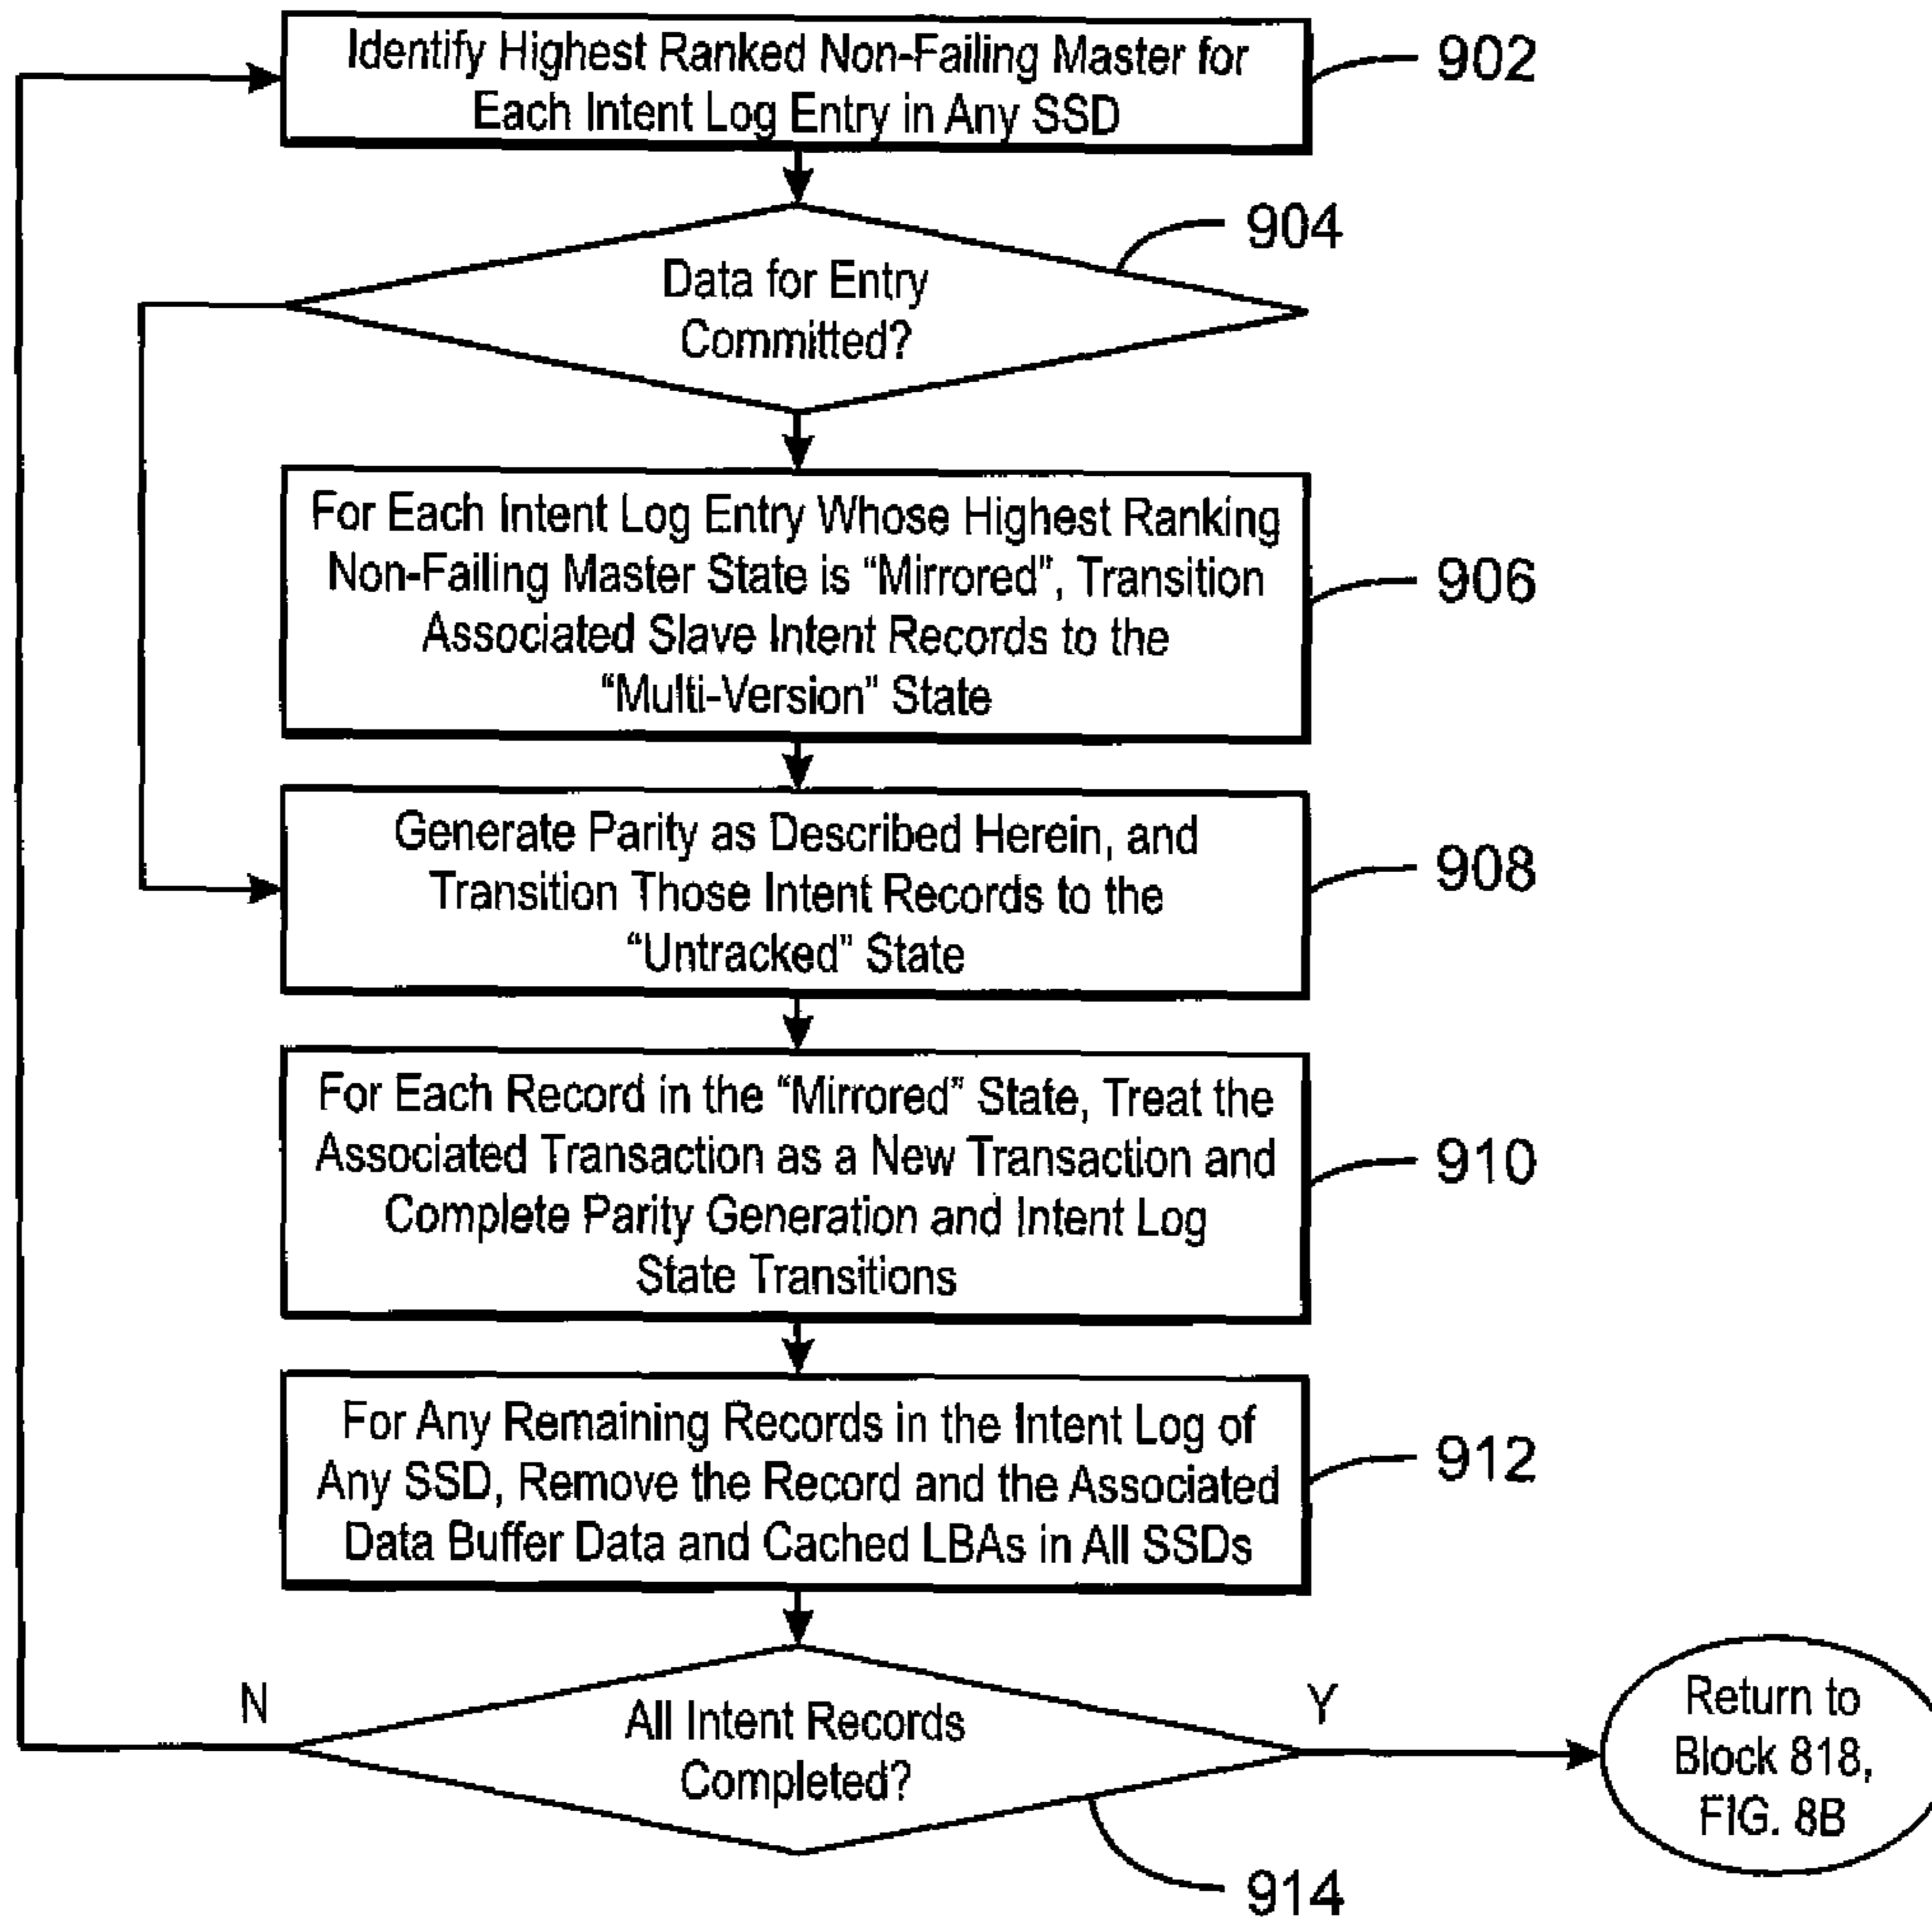 Identify Highest Ranked Non-Failing Master for
Each Intent Log Entry in Any SSD
902
904
Data for Entry
Committed?
For Each Intent Log Entry Whose Highest Ranking
Non-Failing Master State is “Mirrored”, Transition
Associated Slave Intent Records to the
“Multi-Version” State
906
Generate Parity as Described Herein, and
Transition Those Intent Records to the
“Untracked” State
908
For Each Record in the “Mirrored” State, Treat the
Associated Transaction as a New Transaction and
Complete Parity Generation and Intent Log
State Transitions
910
For Any Remaining Records in the Intent Log of
Any SSD, Remove the Record and the Associated
Data Buffer Data and Cached LBAs in All SSDs
912
N
All Intent Records
Completed?
Y
Return to
Block 818,
FIG. 8B
914